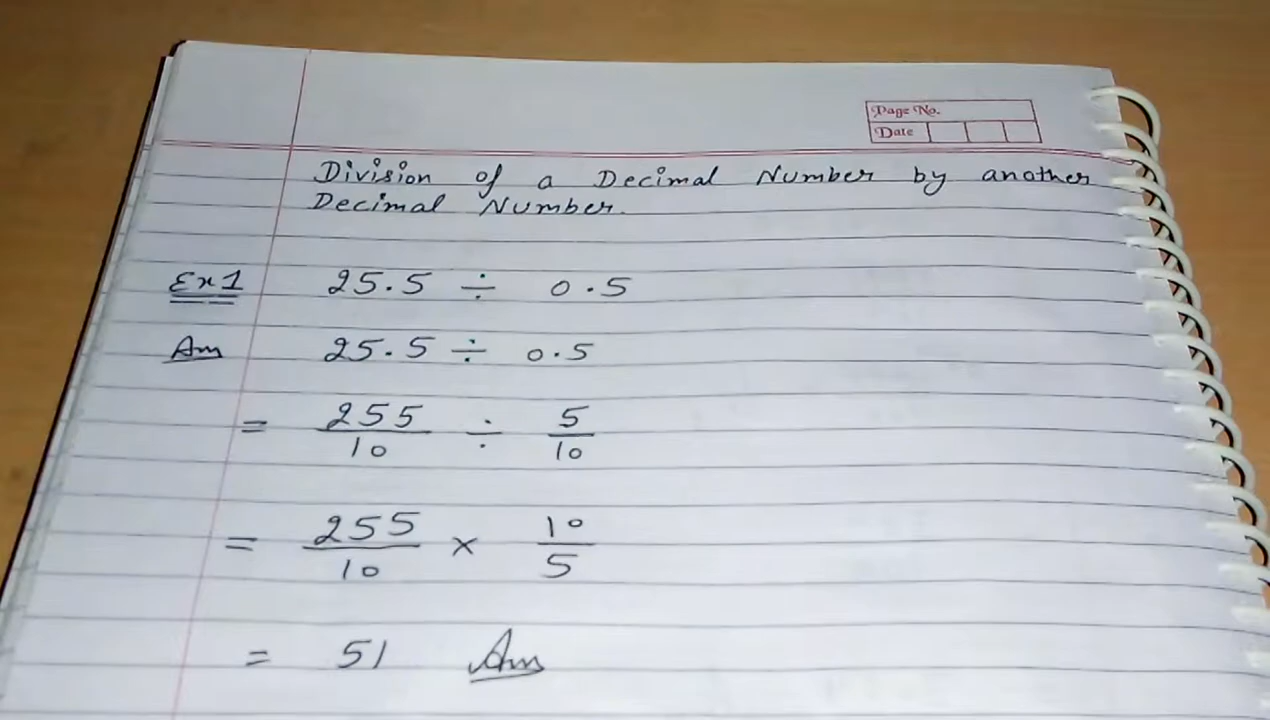 Page No.
Date
Division of a Decimal Number by another
Decimal Number.
Ex 1 25.5 ÷ 0.5
Ans 25.5 ÷ 0.5
= 255/10 ÷ 5/10
= 255/10 × 10/5
= 51 Ans